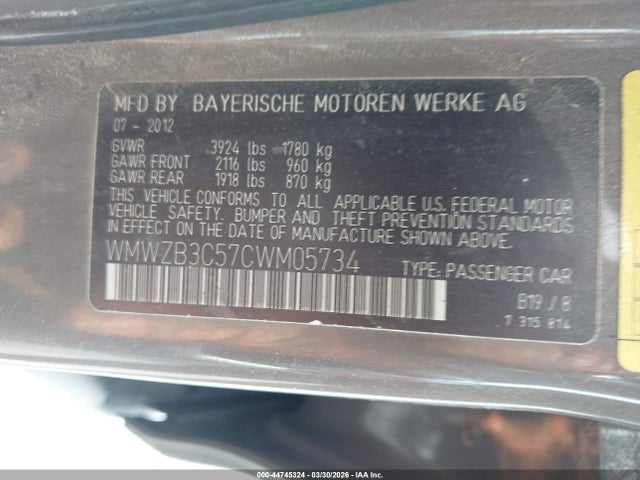 MFD BY BAYERISCHE MOTOREN WERKE AG
07 - 2012
GVWR 3924 lbs 1780 kg
GAWR FRONT 2116 lbs 960 kg
GAWR REAR 1918 lbs 870 kg
THIS VEHICLE CONFORMS TO ALL APPLICABLE U.S. FEDERAL MOTOR
VEHICLE SAFETY, BUMPER AND THEFT PREVENTION STANDARDS
IN EFFECT ON THE DATE OF MANUFACTURE SHOWN ABOVE.
WMWZB3C57CWM05734 TYPE: PASSENGER CAR
B19 / 8
7 315 814
000-44745324 - 03/30/2026 - IAA Inc.